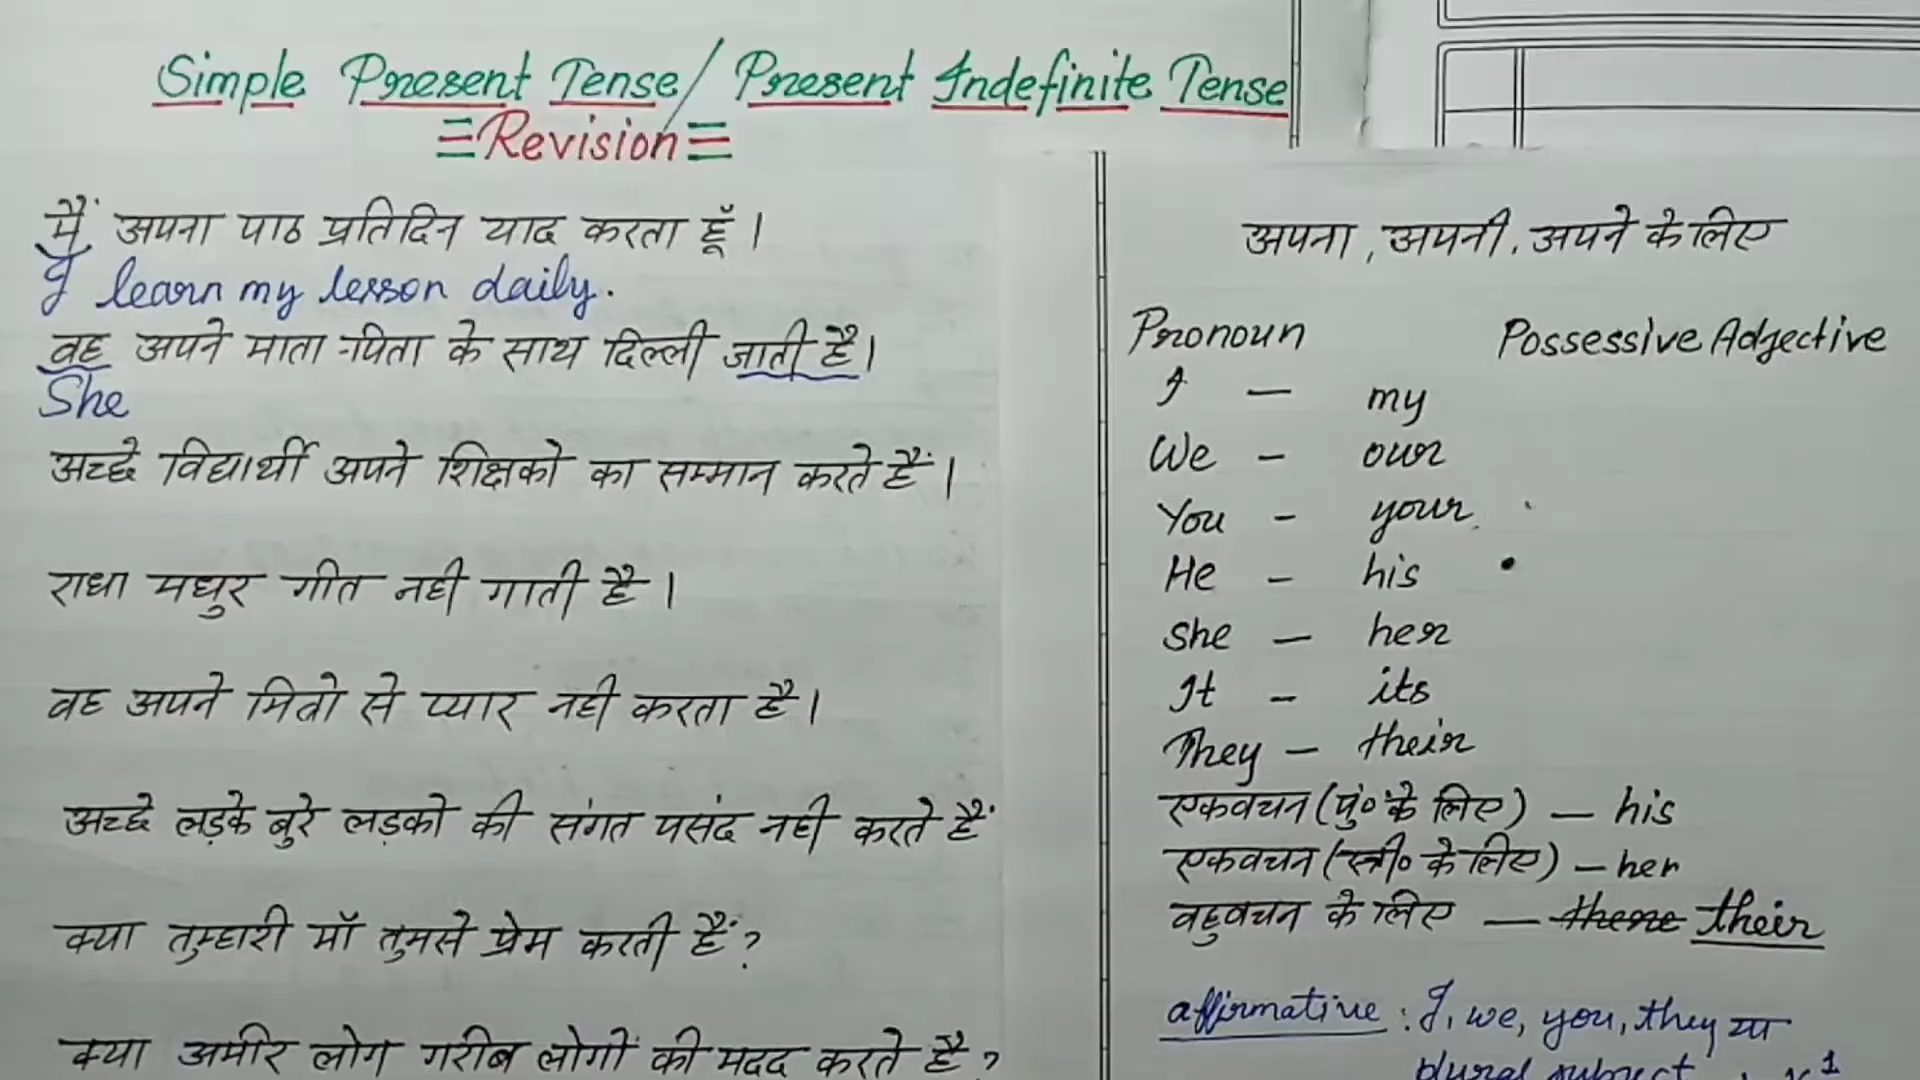 Simple Present Tense/ Present Indefinite Tense
Revision
मैं अपना पाठ प्रतिदिन याद करता हूँ।
I learn my lesson daily.
वह अपने माता-पिता के साथ दिल्ली जाती है।
She
अच्छे विद्यार्थी अपने शिक्षको का सम्मान करते हैं।
राधा मधुर गीत नही गाती है।
वह अपने मित्रो से प्यार नही करता है।
अच्छे लड़के बुरे लड़को की संगत पसंद नही करते हैं
क्या तुम्हारी माँ तुमसे प्रेम करती हैं?
क्या अमीर लोग गरीब लोगों की मदद करते है?
अपना, अपनी, अपने के लिए
Pronoun Possessive Adjective
I — my
We - our
You - your
He - his
she — her
It - its
They — their
एकवचन (पुं० के लिए) — his
एकवचन (स्त्री० के लिए) — her
बहुवचन के लिए — there their
affirmative : I, we, you, they या
plural subject